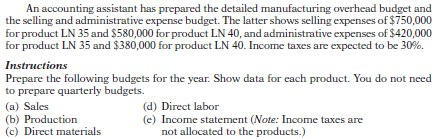 An accounting assistant has prepared the detailed manufacturing overhead budget and
the selling and administrative expense budget. The latter shows selling expenses of $750,000
for product LN 35 and $580,000 for product LN 40, and administrative expenses of $420,000
for product LN 35 and $380,000 for product LN 40. Income taxes are expected to be 30%.
Instructions
Prepare the following budgets for the year. Show data for each product. You do not need
to prepare quarterly budgets.
(a) Sales
(d) Direct labor
(b) Production
(e) Income statement (Note: Income taxes are
(c) Direct materials
not allocated to the products.)